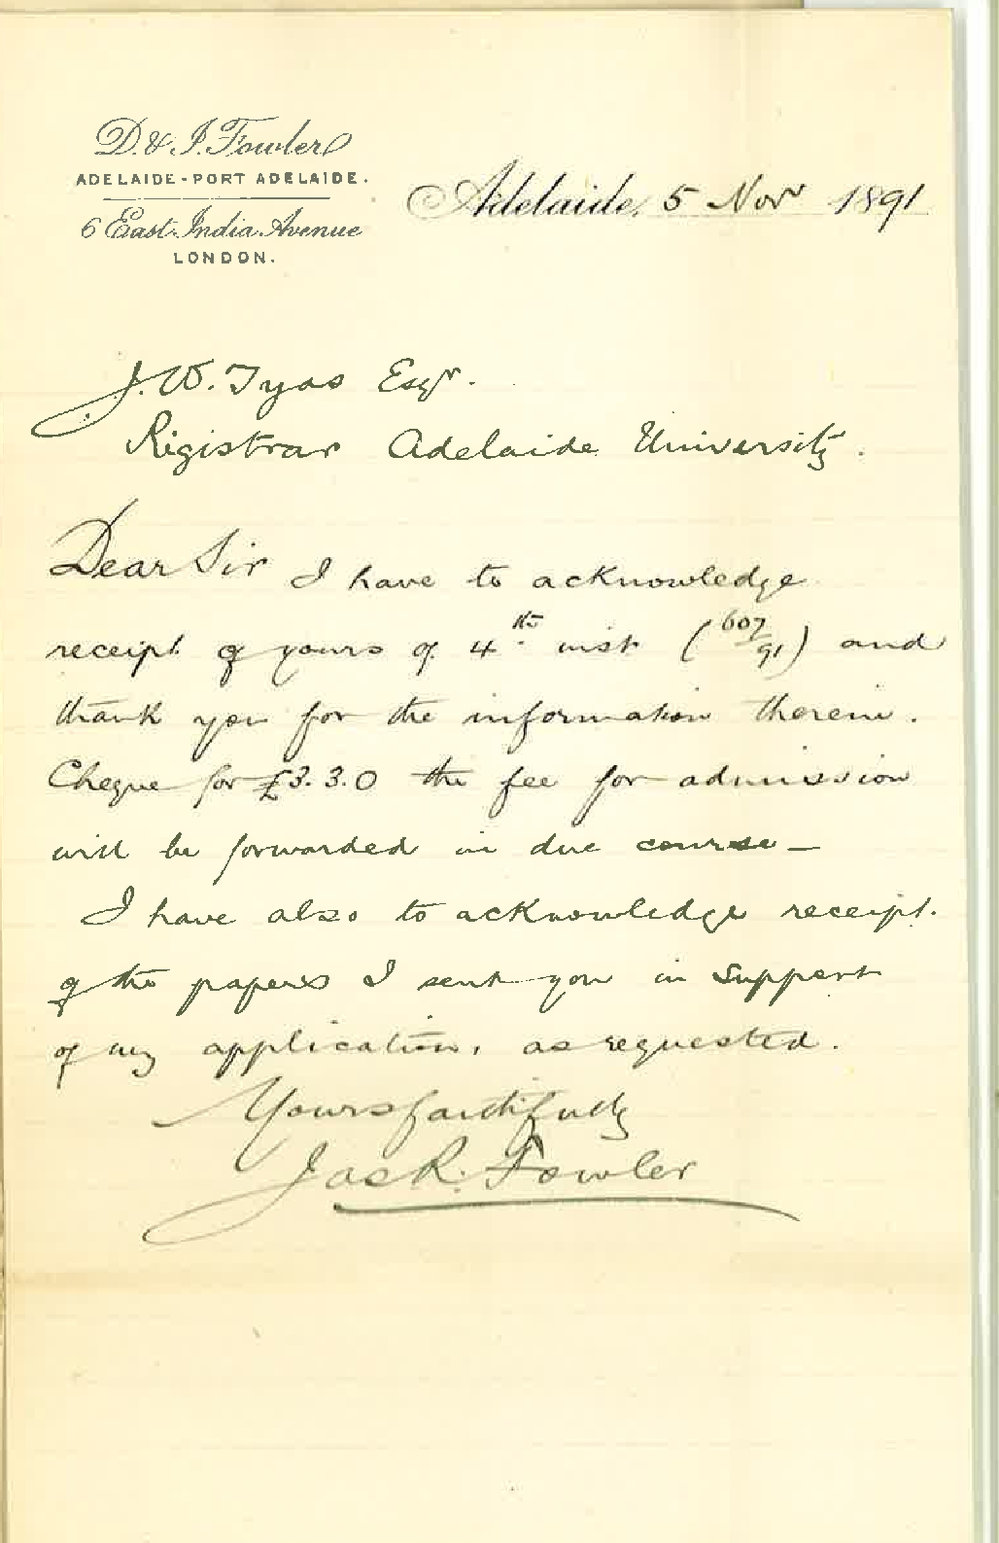 D. & J. Fowler
ADELAIDE - PORT ADELAIDE.
6 East India Avenue
LONDON.
Adelaide, 5 Novr 1891
J. W. Tyas Esqr.
Registrar Adelaide University.
Dear Sir I have to acknowledge
receipt of yours of 4th inst (607/91) and
thank you for the information therein.
Cheque for £3.3.0 the fee for admission
will be forwarded in due course —
I have also to acknowledge receipt
of the papers I sent you in support
of my application, as requested.
Yours faithfully
Jas R. Fowler